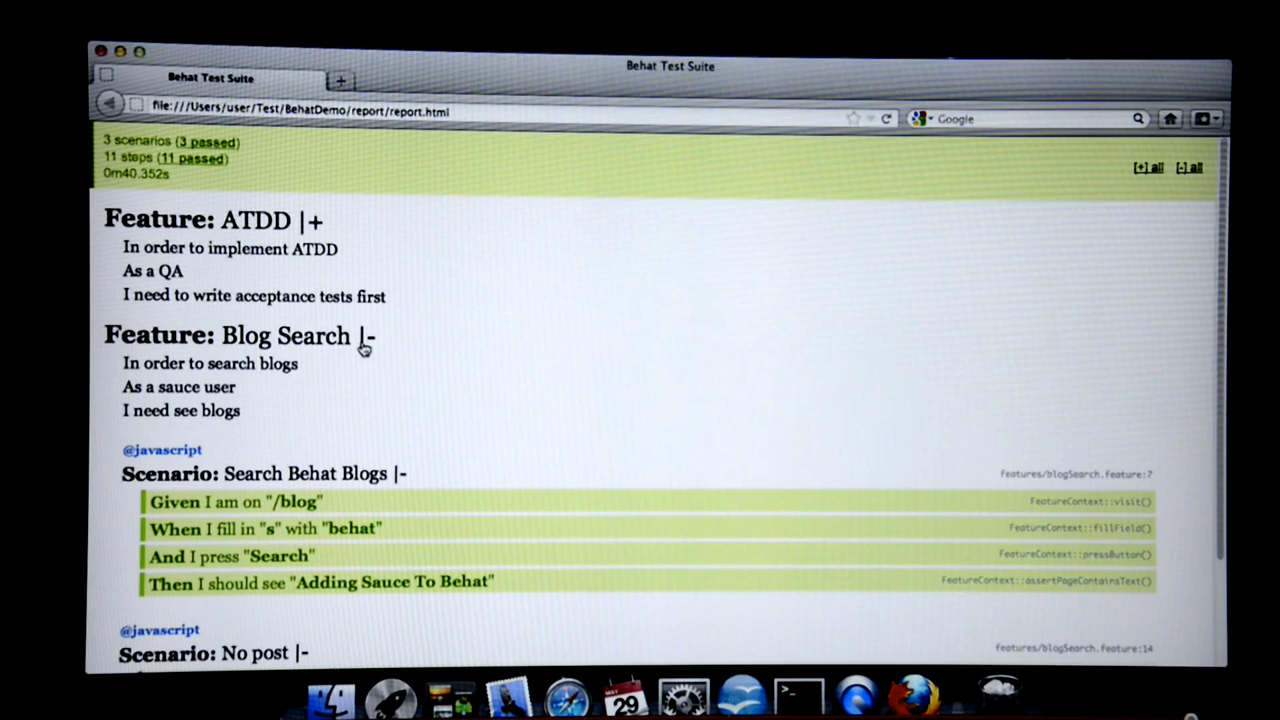 Behat Test Suite
Behat Test Suite
+
file:///Users/user/Test/BehatDemo/report/report.html
Google
3 scenarios (3 passed)
11 steps (11 passed)
0m40.352s
[+] all [-] all
Feature: ATDD |+
In order to implement ATDD
As a QA
I need to write acceptance tests first
Feature: Blog Search |-
In order to search blogs
As a sauce user
I need see blogs
@javascript
Scenario: Search Behat Blogs |-
features/blogSearch.feature:7
Given I am on "/blog"
FeatureContext::visit()
When I fill in "s" with "behat"
FeatureContext::fillField()
And I press "Search"
FeatureContext::pressButton()
Then I should see "Adding Sauce To Behat"
FeatureContext::assertPageContainsText()
@javascript
Scenario: No post |-
features/blogSearch.feature:14
29